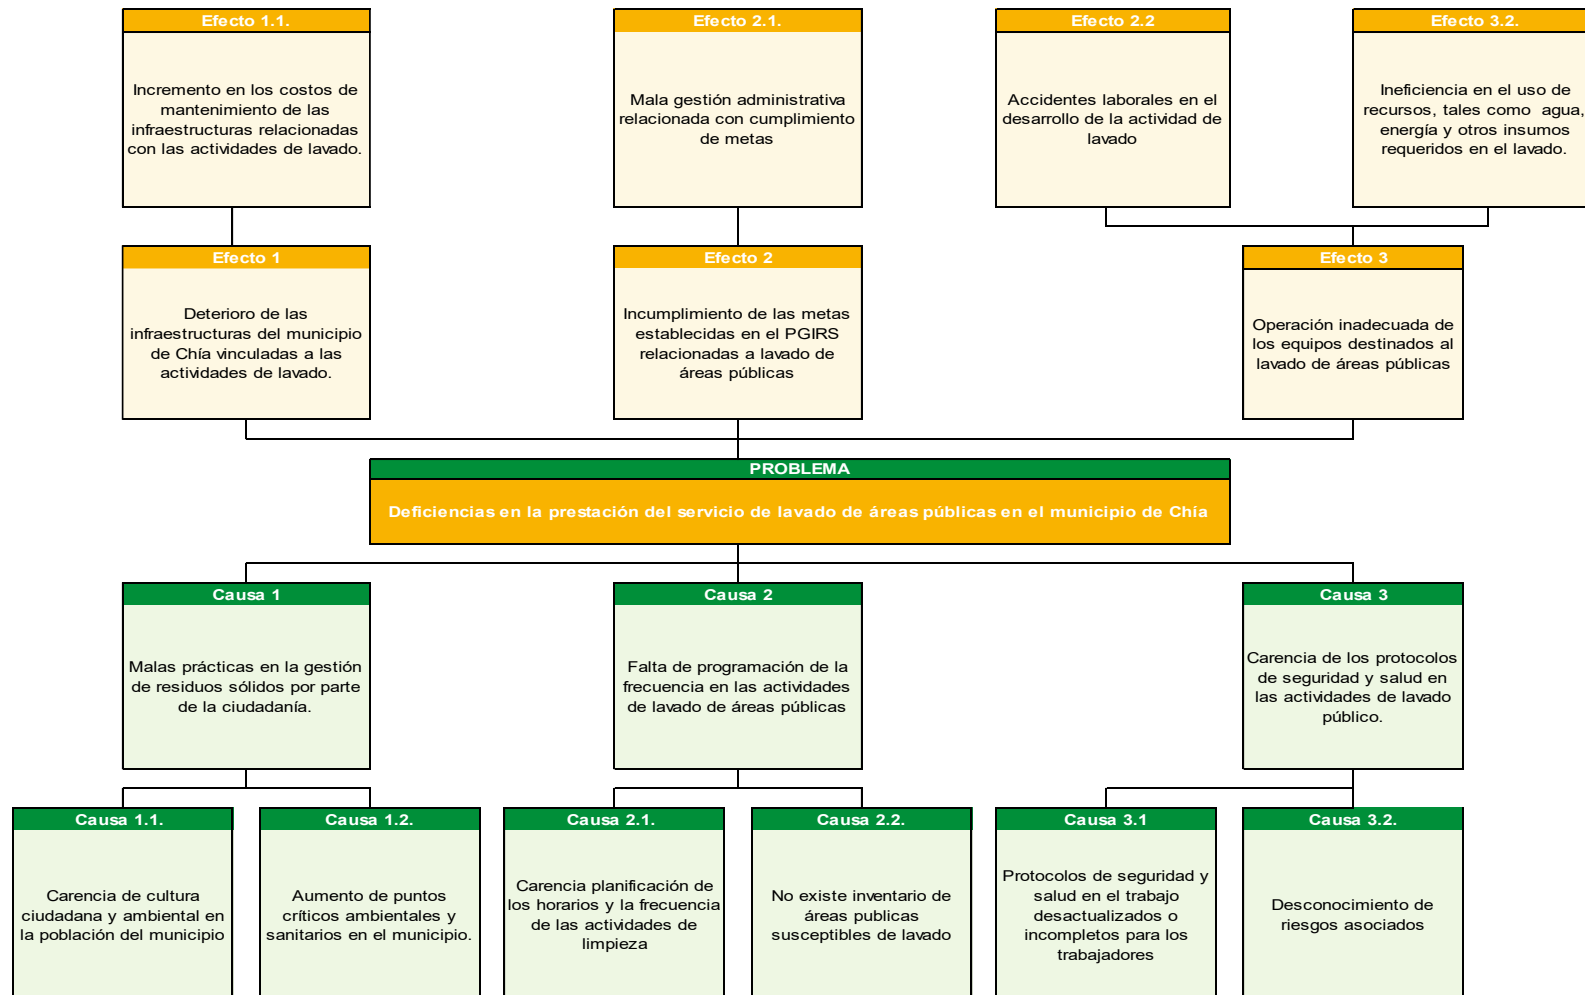 Efecto 1.1.
Incremento en los costos de
mantenimiento de las
infraestructuras relacionadas
con las actividades de lavado.
Efecto 2.1.
Mala gestión administrativa
relacionada con cumplimiento
de metas
Efecto 2.2
Accidentes laborales en el
desarrollo de la actividad de
lavado
Efecto 3.2.
Ineficiencia en el uso de
recursos, tales como agua,
energía y otros insumos
requeridos en el lavado.
Efecto 1
Deterioro de las
infraestructuras del municipio
de Chía vinculadas a las
actividades de lavado.
Efecto 2
Incumplimiento de las metas
establecidas en el PGIRS
relacionadas a lavado de
áreas públicas
Efecto 3
Operación inadecuada de
los equipos destinados al
lavado de áreas públicas
PROBLEMA
Deficiencias en la prestación del servicio de lavado de áreas públicas en el municipio de Chía
Causa 1
Malas prácticas en la gestión
de residuos sólidos por parte
de la ciudadanía.
Causa 2
Falta de programación de la
frecuencia en las actividades
de lavado de áreas públicas
Causa 3
Carencia de los protocolos
de seguridad y salud en
las actividades de lavado
público.
Causa 1.1.
Carencia de cultura
ciudadana y ambiental en
la población del municipio
Causa 1.2.
Aumento de puntos
críticos ambientales y
sanitarios en el municipio.
Causa 2.1.
Carencia planificación de
los horarios y la frecuencia
de las actividades de
limpieza
Causa 2.2.
No existe inventario de
áreas publicas
susceptibles de lavado
Causa 3.1
Protocolos de seguridad y
salud en el trabajo
desactualizados o
incompletos para los
trabajadores
Causa 3.2.
Desconocimiento de
riesgos asociados